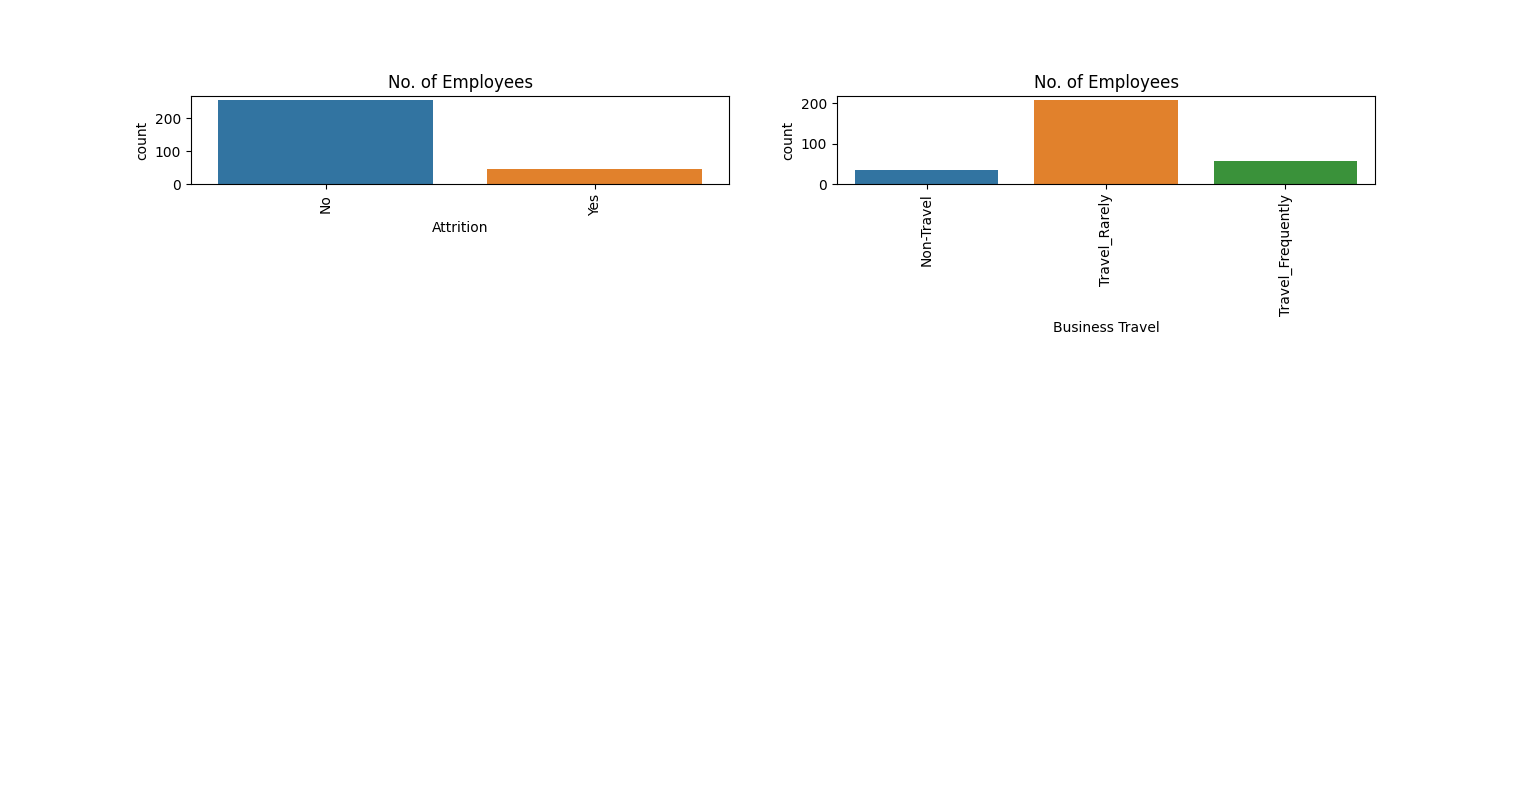 No. of Employees
count
200
100
0
No
Yes
Attrition
No. of Employees
count
200
100
0
Non-Travel
Travel_Rarely
Travel_Frequently
Business Travel